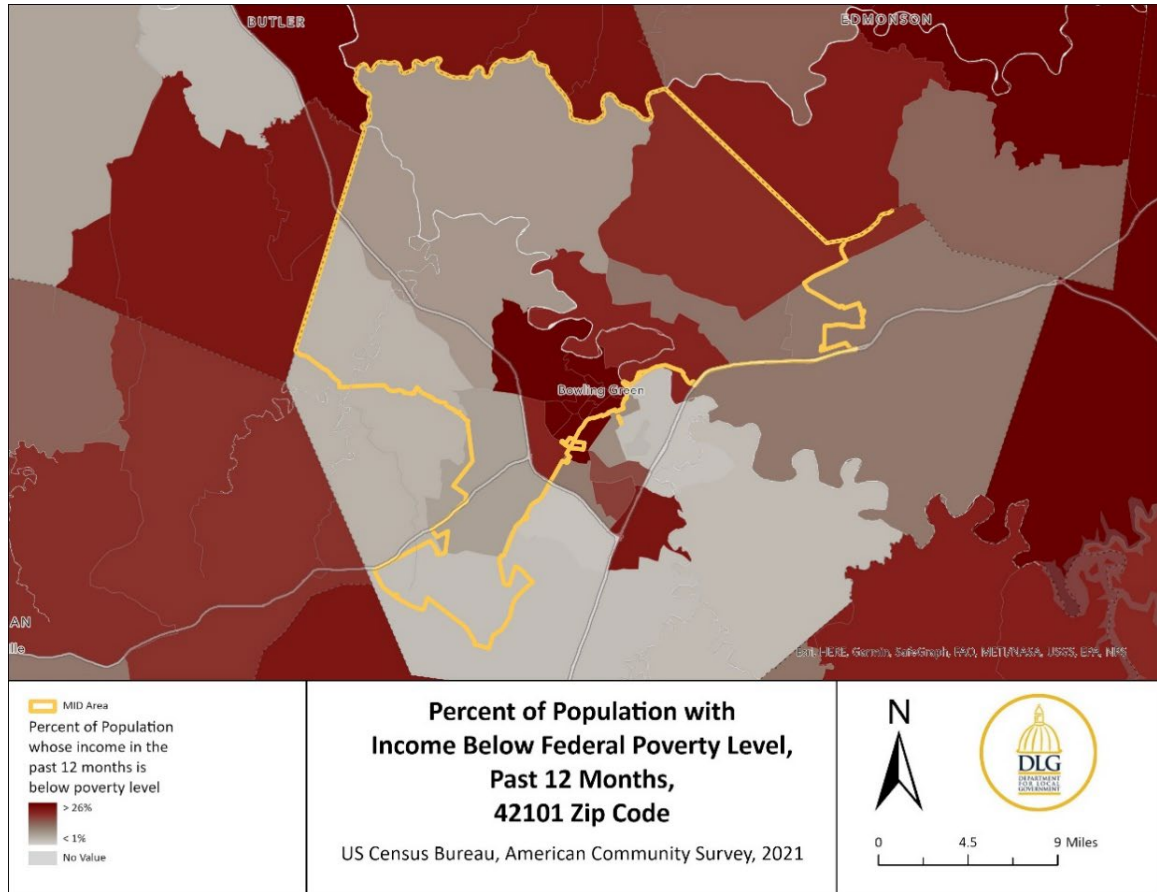 BUTLER
EDMONSON
Bowling Green
AN
lle
Esri, HERE, Garmin, SafeGraph, FAO, METI/NASA, USGS, EPA, NPS
MID Area
Percent of Population
whose income in the
past 12 months is
below poverty level
> 26%
< 1%
No Value
Percent of Population with
Income Below Federal Poverty Level,
Past 12 Months,
42101 Zip Code
US Census Bureau, American Community Survey, 2021
N
DLG
DEPARTMENT
FOR LOCAL
GOVERNMENT
0 4.5 9 Miles